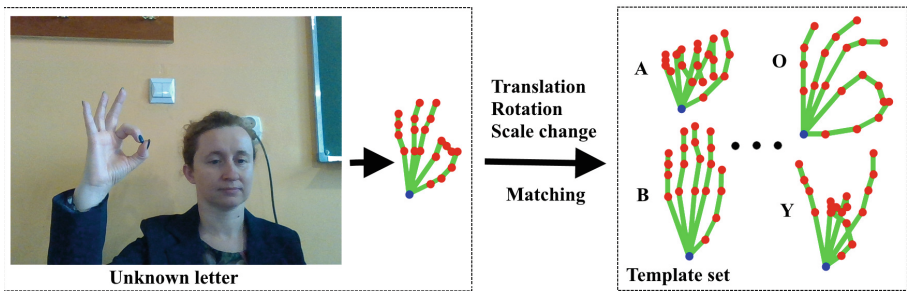 Unknown letter
Translation
Rotation
Scale change
Matching
A
O
B
Y
Template set